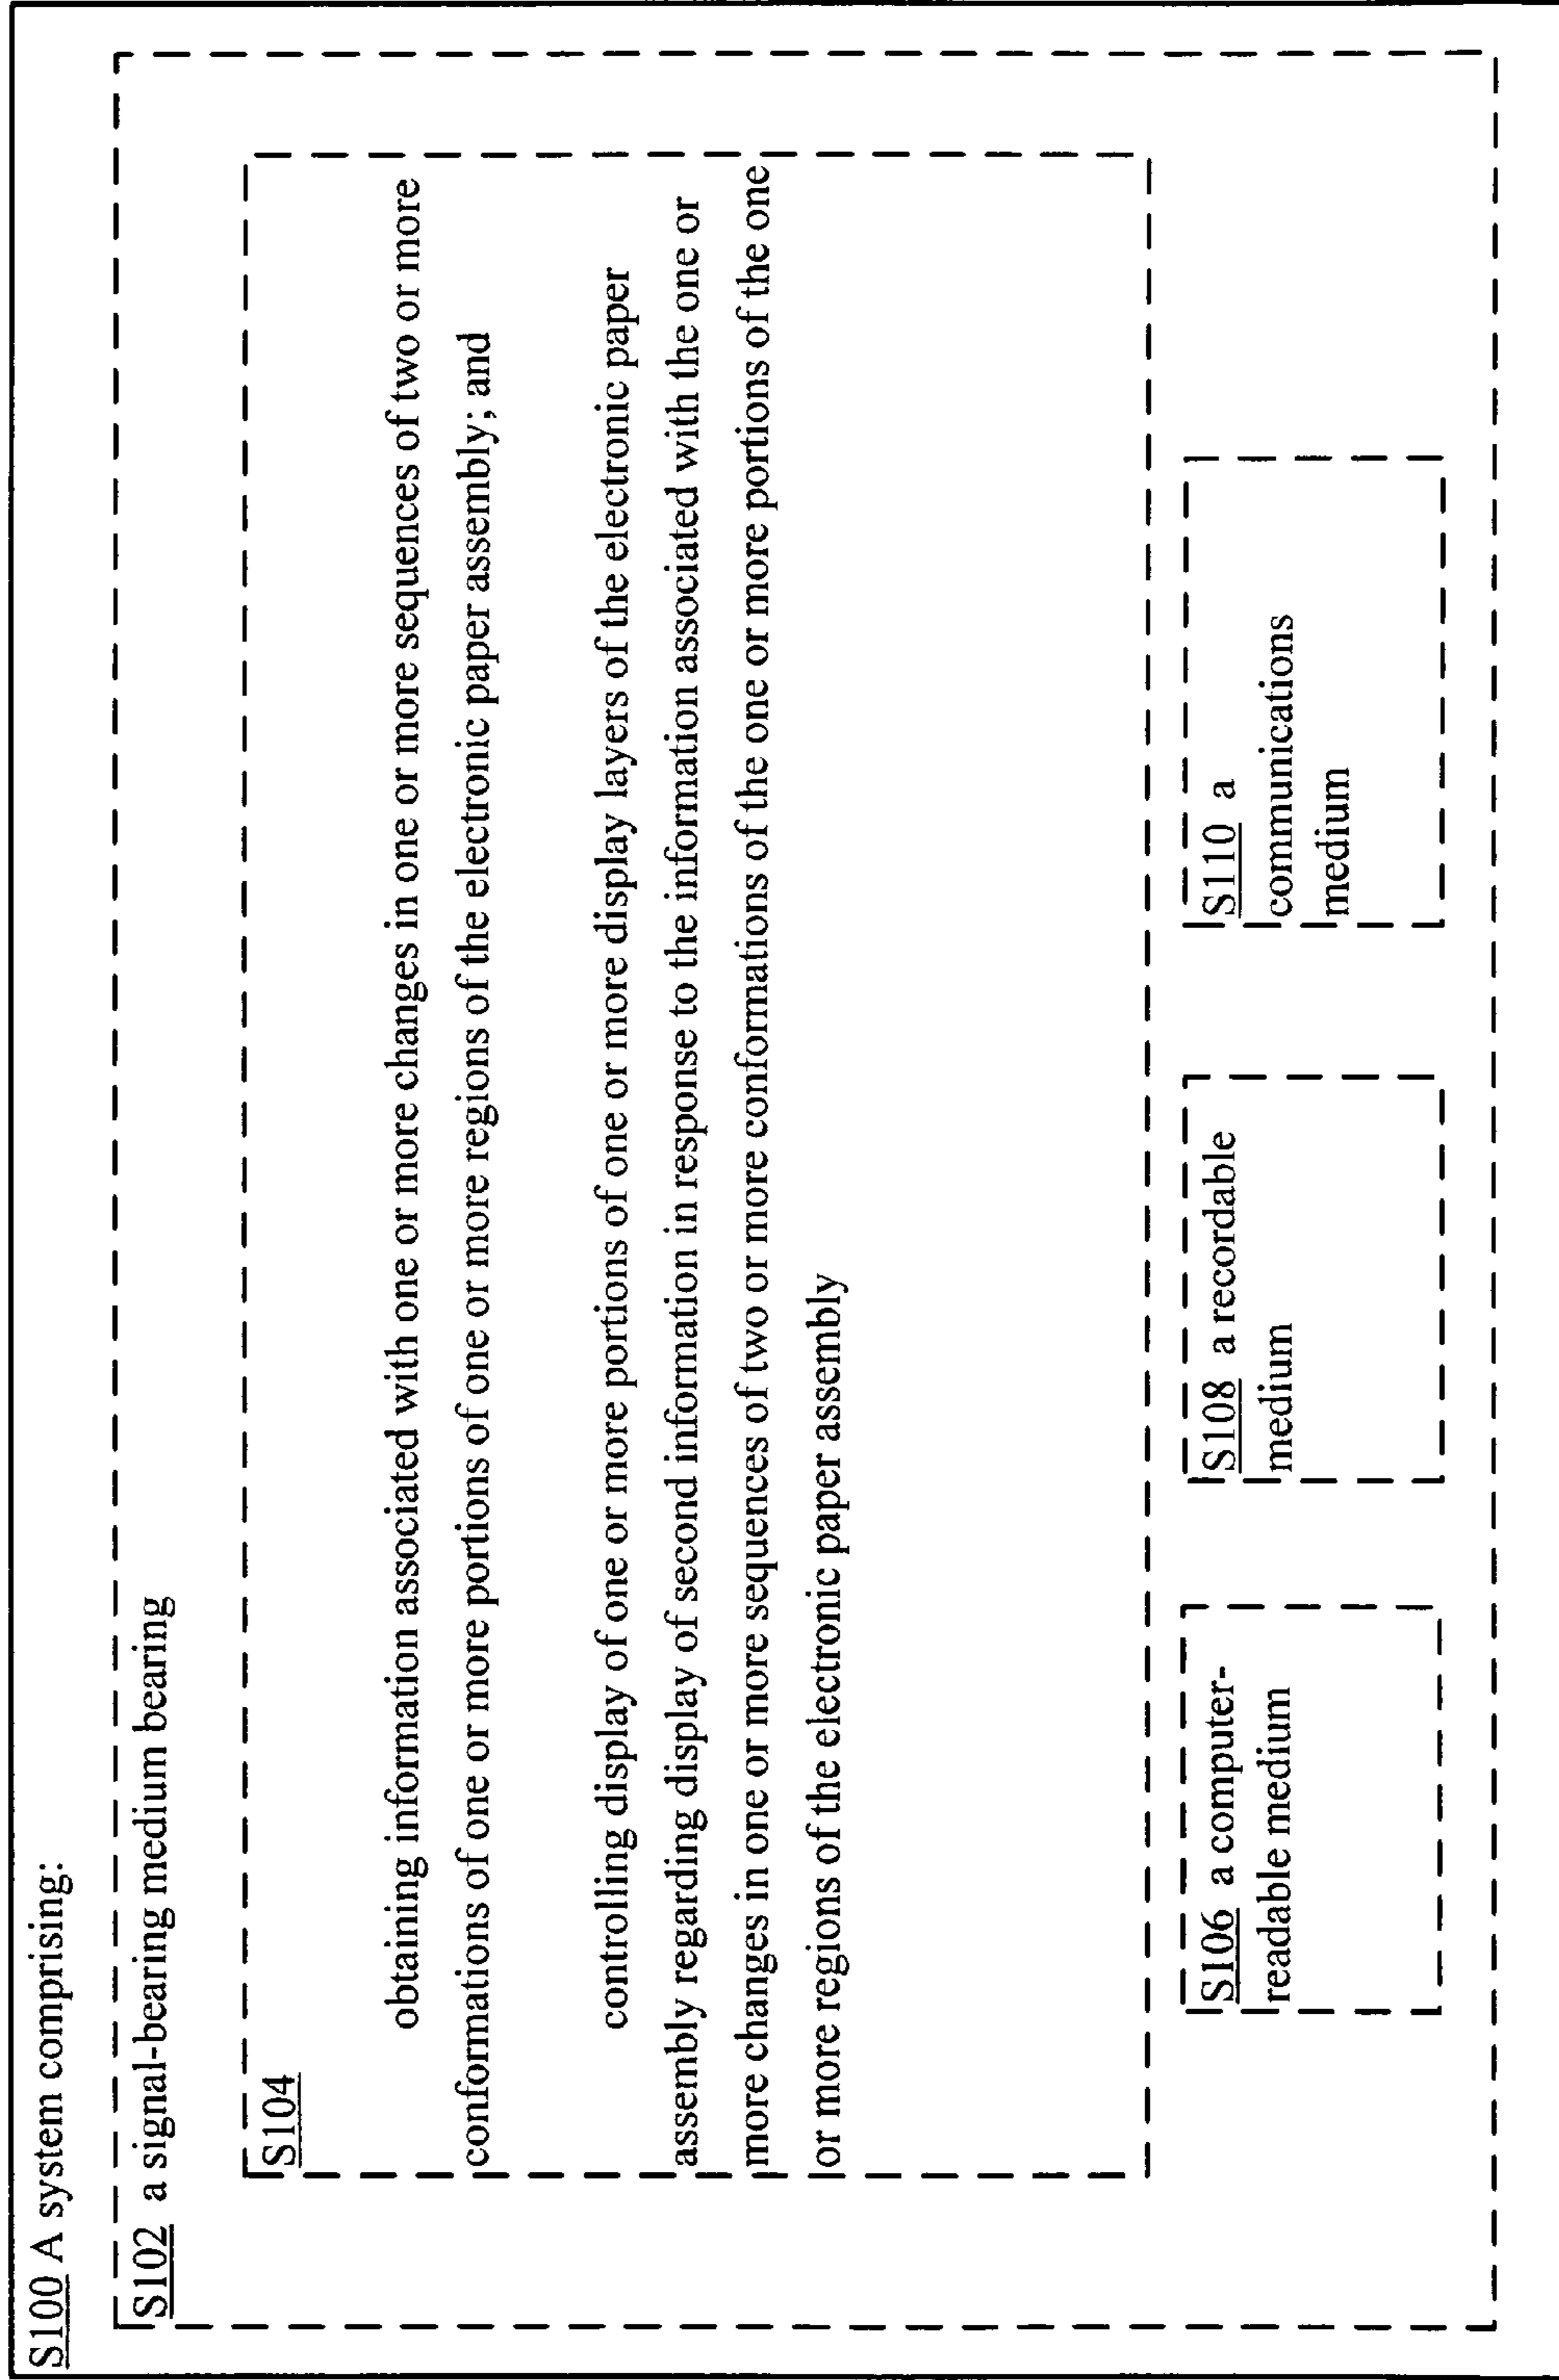 S100 A system comprising:
S102 a signal-bearing medium bearing
S104
obtaining information associated with one or more changes in one or more sequences of two or more
conformations of one or more portions of one or more regions of the electronic paper assembly; and
controlling display of one or more portions of one or more display layers of the electronic paper
assembly regarding display of second information in response to the information associated with the one or
more changes in one or more sequences of two or more conformations of the one or more portions of the one
or more regions of the electronic paper assembly
S106 a computer-
readable medium
S108 a recordable
medium
S110 a
communications
medium